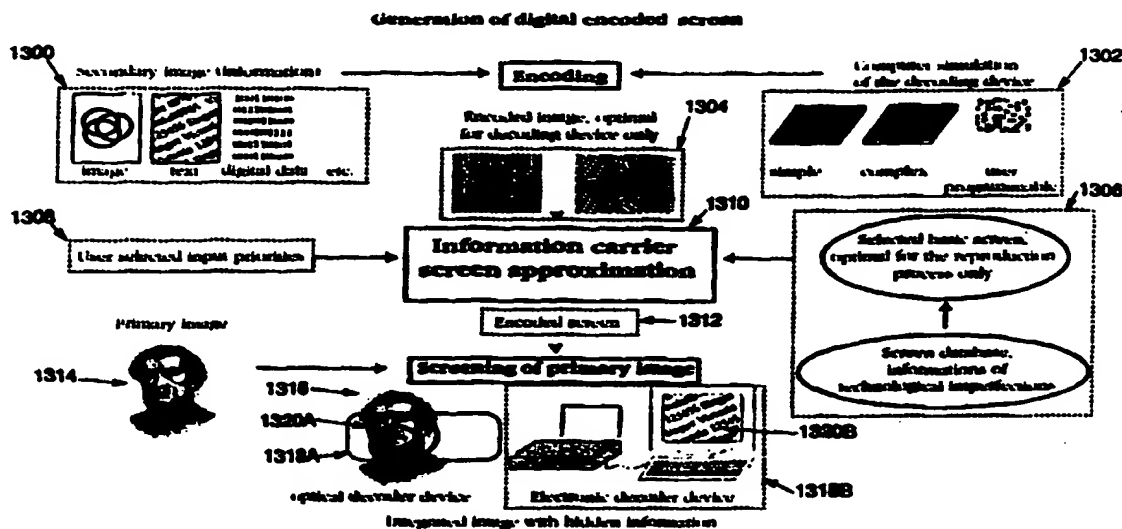 Generation of digital encoded screen
1300
Secondary image (information)
Encoding
Computer simulation
of the decoding device
1302
Encoded image, optimal
for decoding device only
1304
image
text
digital data
etc.
simple
complex
user
programmable
1306
1310
1308
User selected input priorities
Information carrier
screen approximation
Selected basic screen,
optimal for the reproduction
process only
Encoded screen
1312
Primary image
1314
Screening of primary image
Screen database,
informations of
technological imperfections
1316
1320A
1318A
1320B
1318B
optical decoder device
Electronic decoder device
Integrated image with hidden information